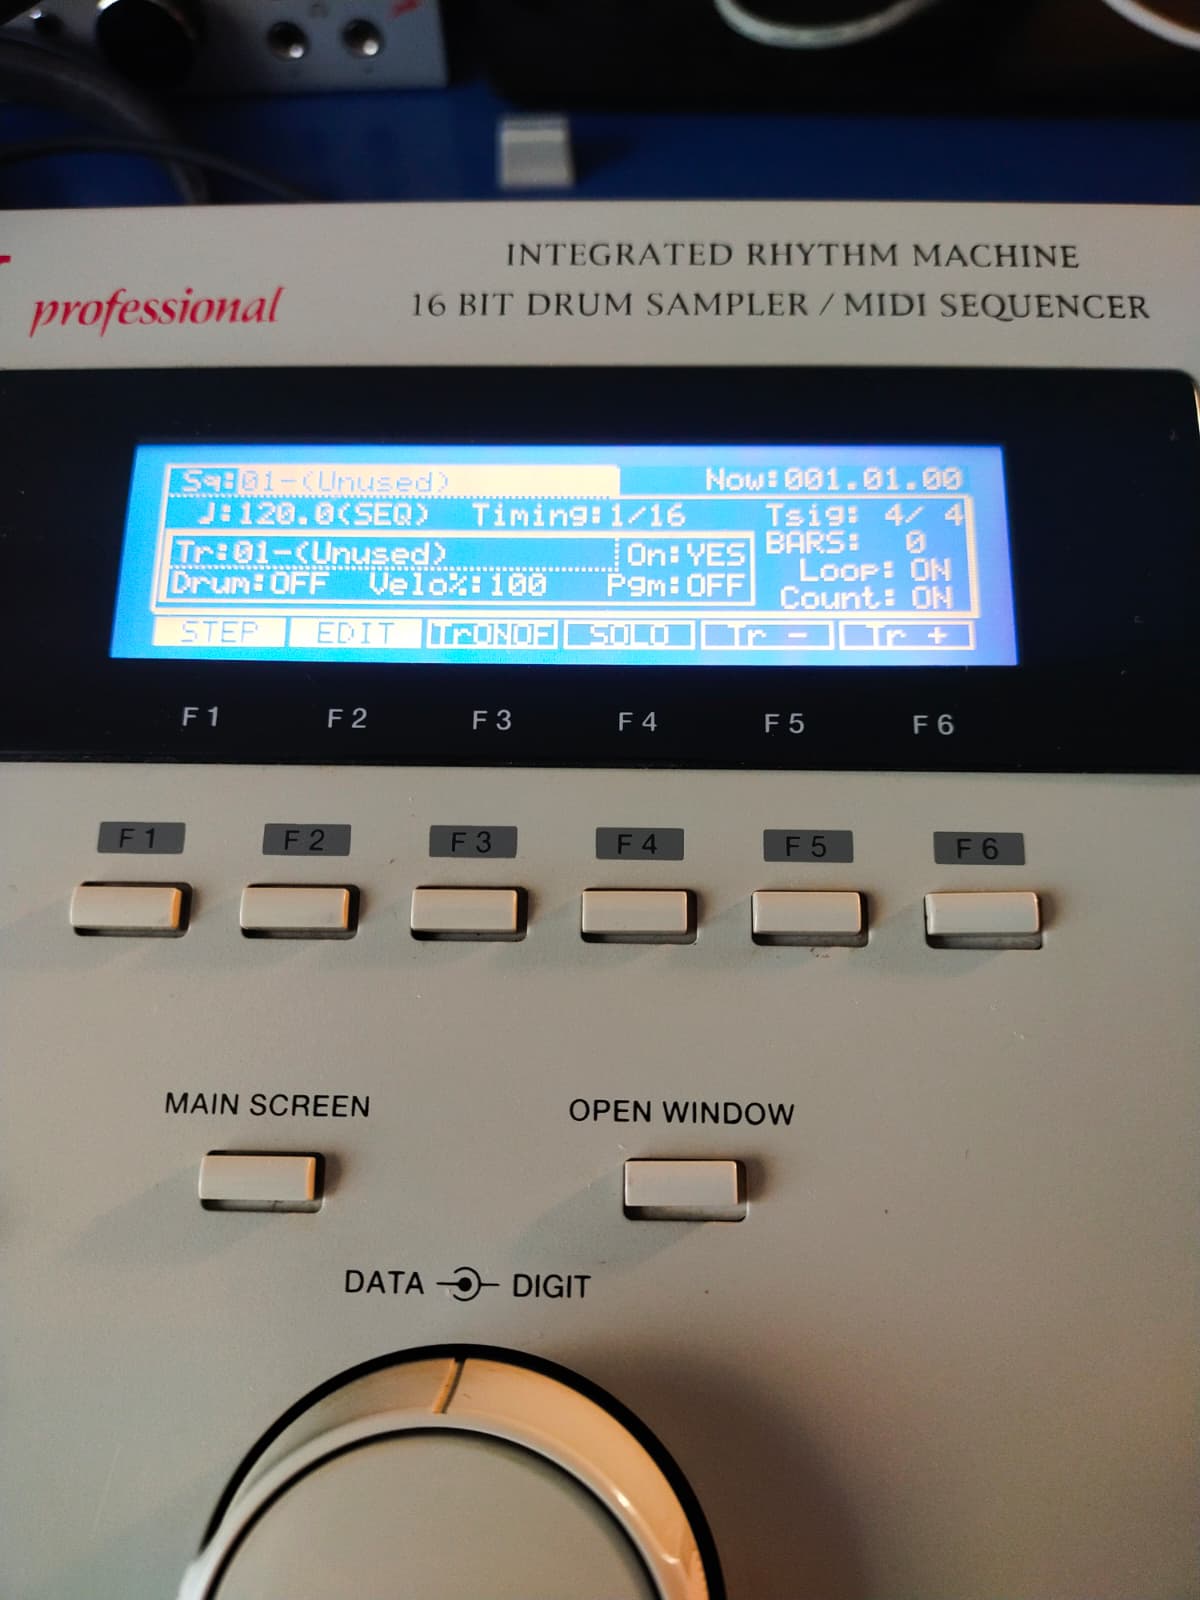 INTEGRATED RHYTHM MACHINE
professional
16 BIT DRUM SAMPLER / MIDI SEQUENCER
Sq:01-(Unused) Now:001.01.00
♩:120.0(SEQ) Timing:1/16 Tsig: 4/ 4
BARS: 0
Tr:01-(Unused) On:YES
Loop: ON
Drum:OFF Velo%:100 Pgm:OFF
Count: ON
STEP EDIT TrONOF SOLO Tr - Tr +
F1 F2 F3 F4 F5 F6
F1 F2 F3 F4 F5 F6
MAIN SCREEN OPEN WINDOW
DATA DIGIT